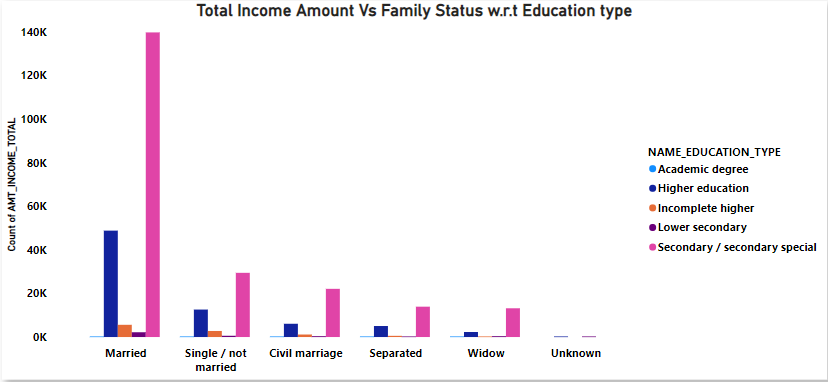 Total Income Amount Vs Family Status w.r.t Education type
Count of AMT_INCOME_TOTAL
140K
120K
100K
80K
60K
40K
20K
0K
Married
Single / not
married
Civil marriage
Separated
Widow
Unknown
NAME_EDUCATION_TYPE
Academic degree
Higher education
Incomplete higher
Lower secondary
Secondary / secondary special